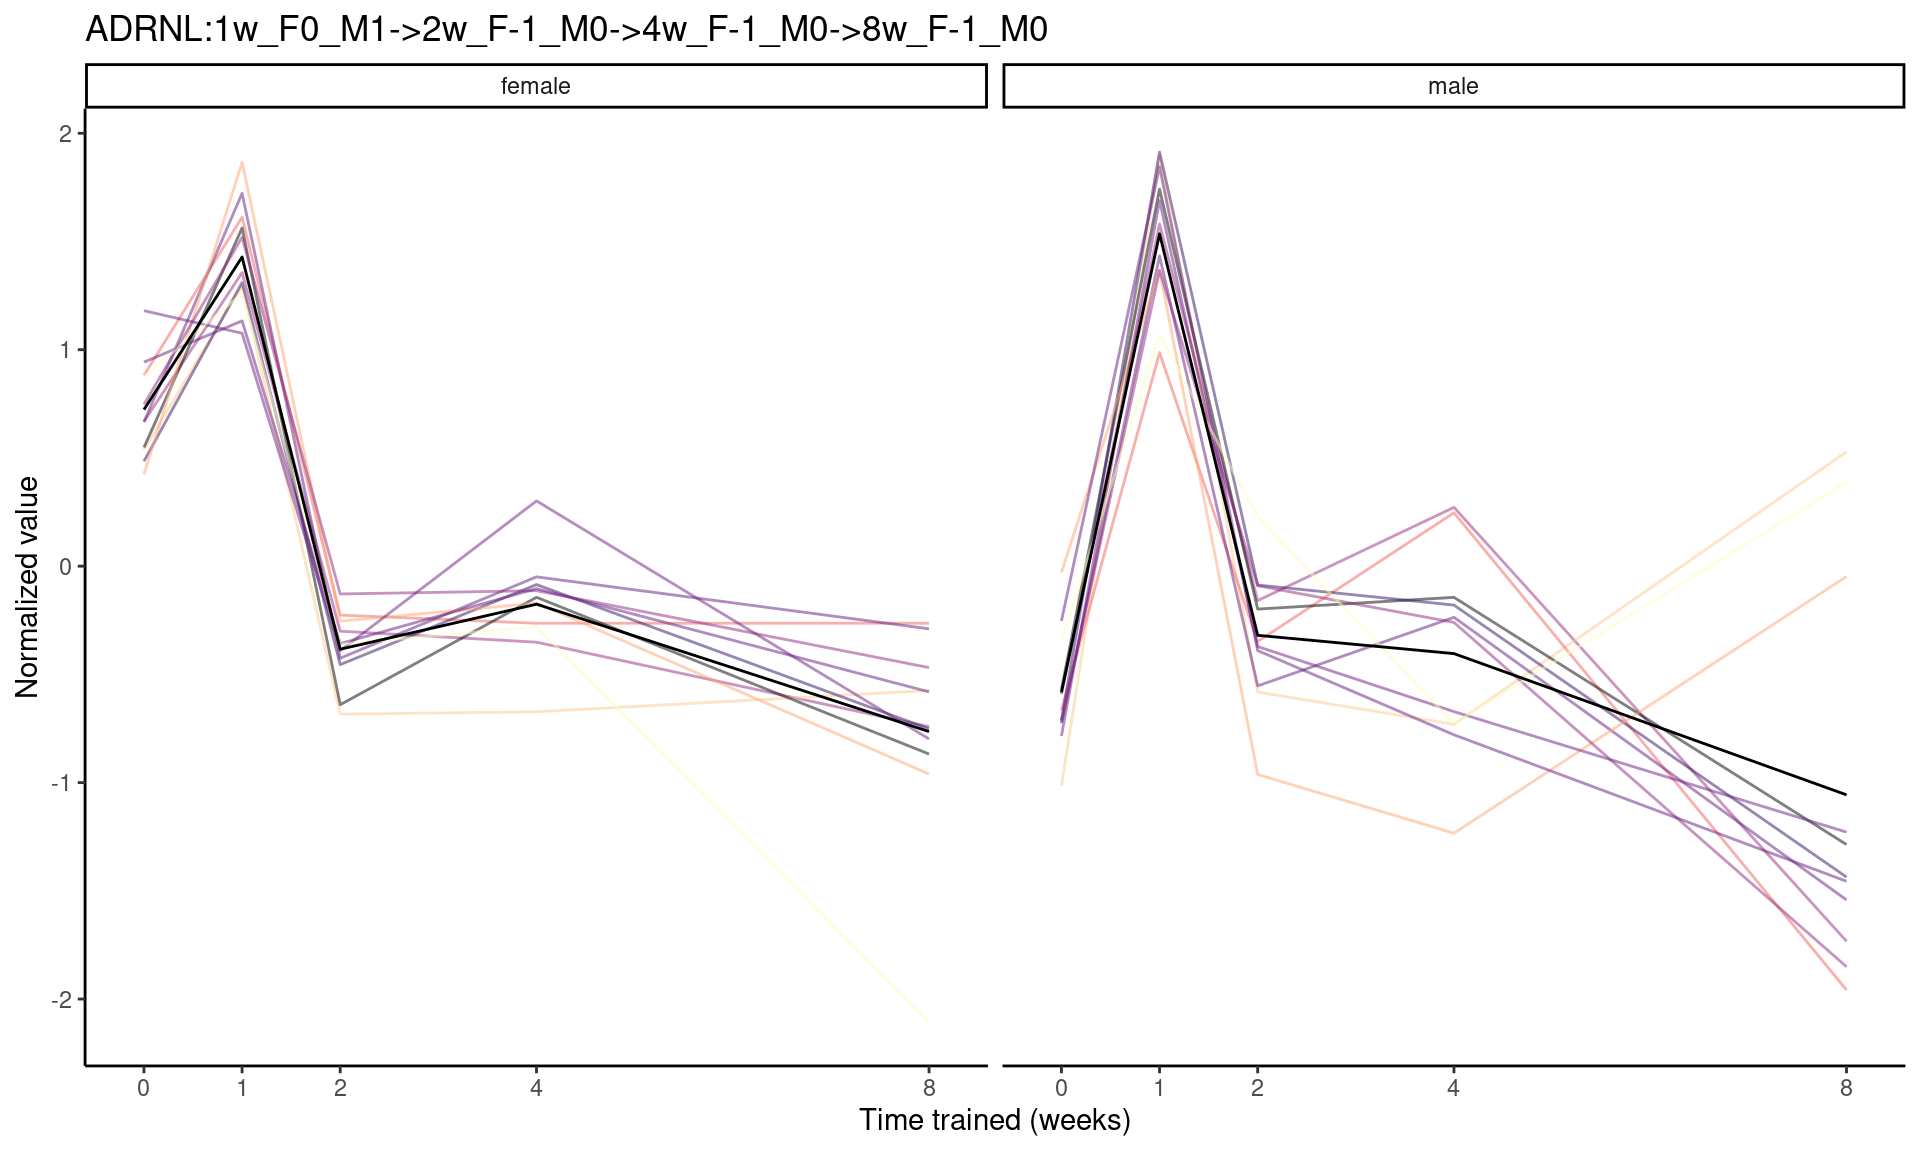 ADRNL:1w_F0_M1->2w_F-1_M0->4w_F-1_M0->8w_F-1_M0
female
male
2
1
0
-1
-2
Normalized value
0 1 2 4 8
0 1 2 4 8
Time trained (weeks)